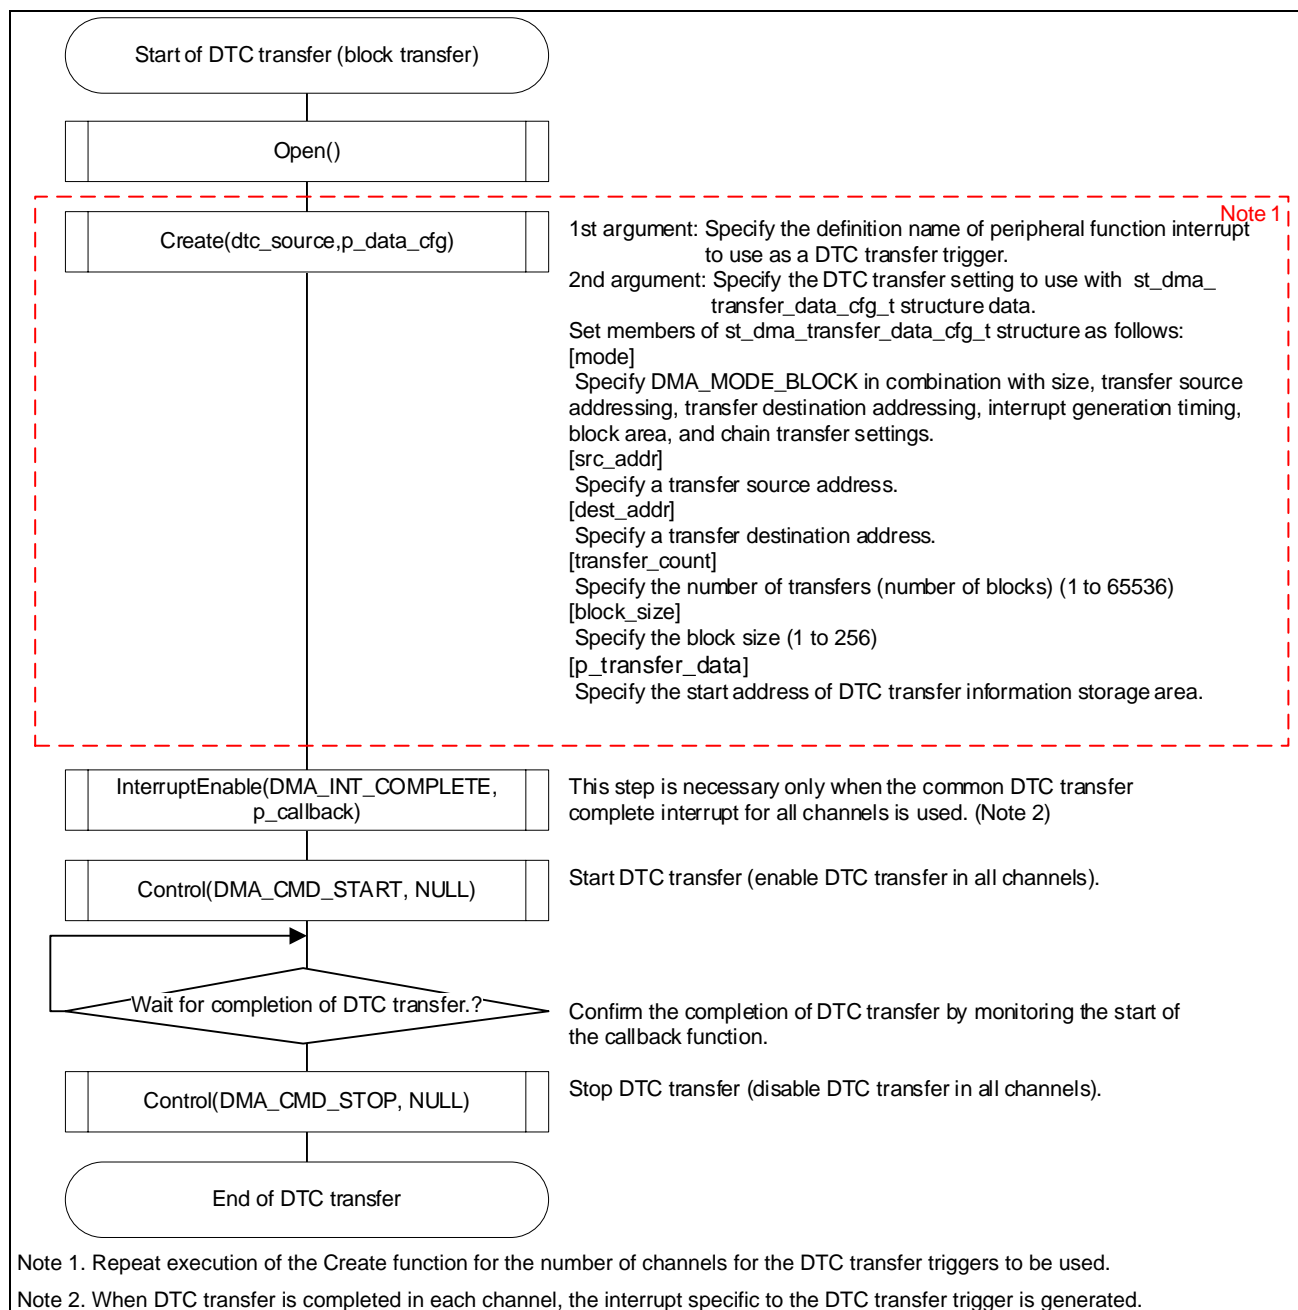 Start of DTC transfer (block transfer)
Open()
Note 1
Create(dtc_source,p_data_cfg)
1st argument: Specify the definition name of peripheral function interrupt
to use as a DTC transfer trigger.
2nd argument: Specify the DTC transfer setting to use with st_dma_
transfer_data_cfg_t structure data.
Set members of st_dma_transfer_data_cfg_t structure as follows:
[mode]
Specify DMA_MODE_BLOCK in combination with size, transfer source
addressing, transfer destination addressing, interrupt generation timing,
block area, and chain transfer settings.
[src_addr]
Specify a transfer source address.
[dest_addr]
Specify a transfer destination address.
[transfer_count]
Specify the number of transfers (number of blocks) (1 to 65536)
[block_size]
Specify the block size (1 to 256)
[p_transfer_data]
Specify the start address of DTC transfer information storage area.
InterruptEnable(DMA_INT_COMPLETE,
p_callback)
This step is necessary only when the common DTC transfer
complete interrupt for all channels is used. (Note 2)
Control(DMA_CMD_START, NULL)
Start DTC transfer (enable DTC transfer in all channels).
Wait for completion of DTC transfer.?
Confirm the completion of DTC transfer by monitoring the start of
the callback function.
Control(DMA_CMD_STOP, NULL)
Stop DTC transfer (disable DTC transfer in all channels).
End of DTC transfer
Note 1. Repeat execution of the Create function for the number of channels for the DTC transfer triggers to be used.
Note 2. When DTC transfer is completed in each channel, the interrupt specific to the DTC transfer trigger is generated.